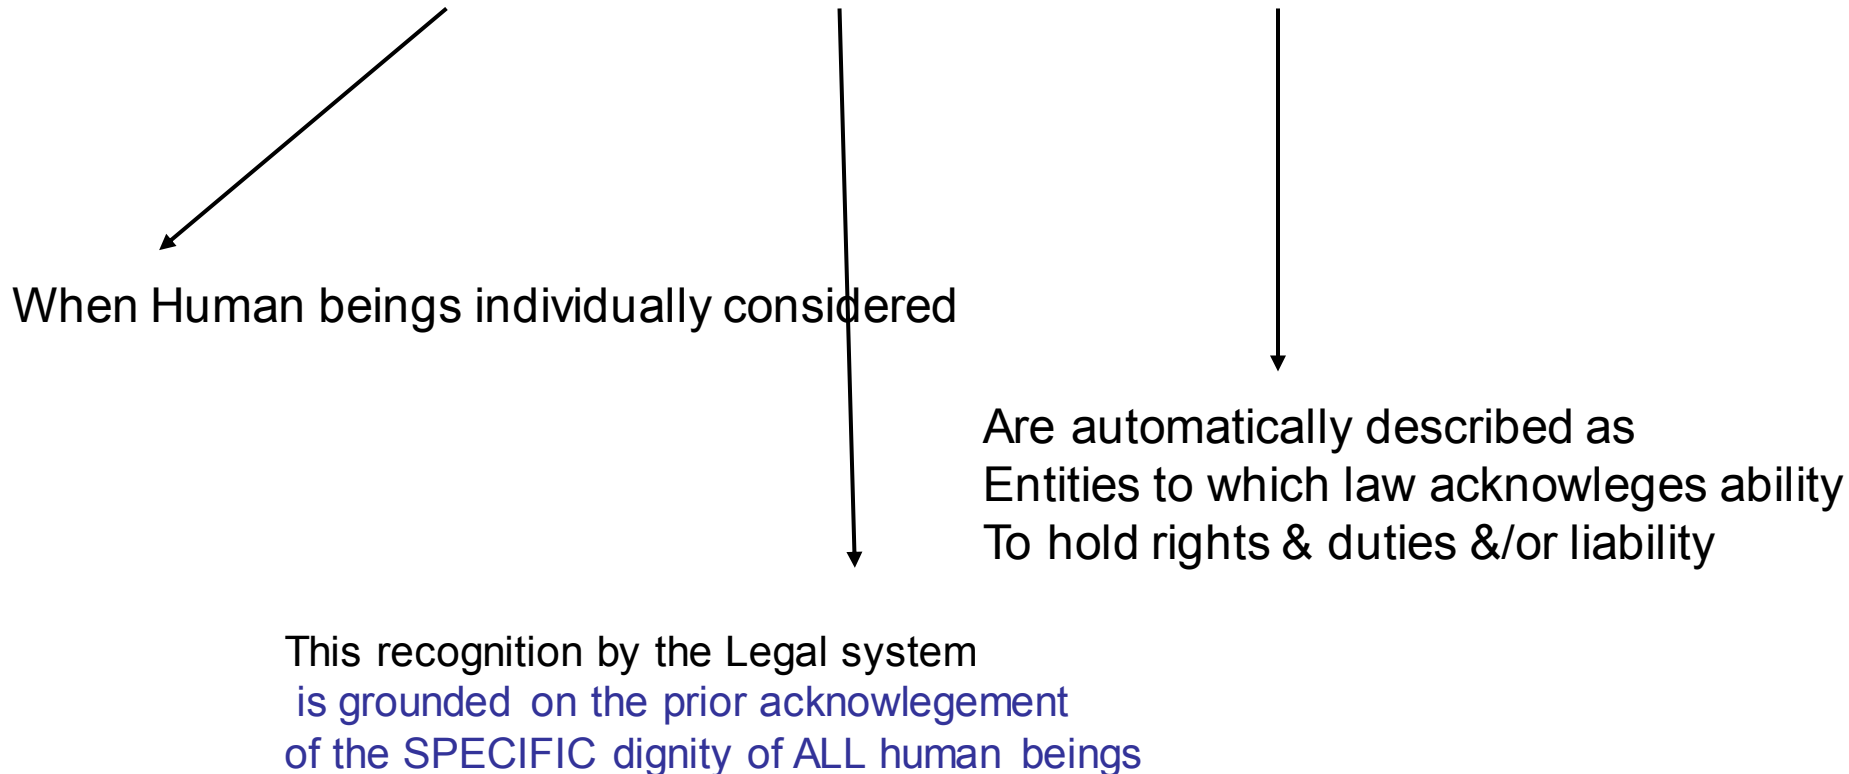 When Human beings individually considered
Are automatically described as
Entities to which law acknowleges ability
To hold rights & duties &/or liability
This recognition by the Legal system
is grounded on the prior acknowlegement
of the SPECIFIC dignity of ALL human beings